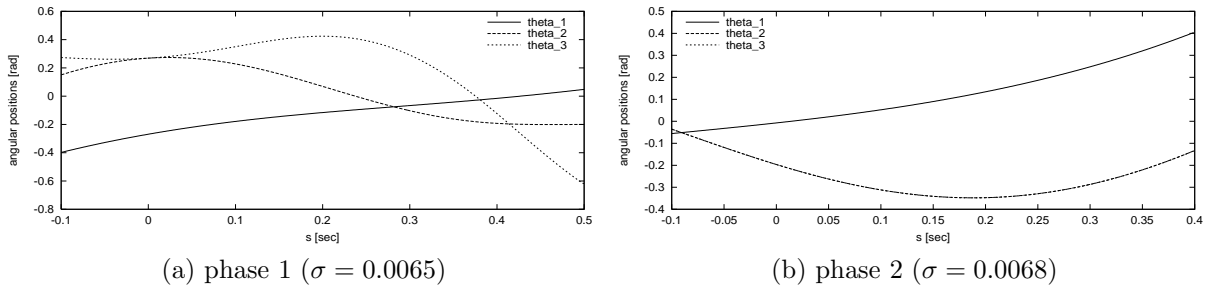 theta_1
theta_2
theta_3
0.6
0.4
0.2
0
-0.2
-0.4
-0.6
-0.8
angular positions [rad]
-0.1 0 0.1 0.2 0.3 0.4 0.5
s [sec]
(a) phase 1 (σ = 0.0065)
theta_1
theta_2
theta_3
0.5
0.4
0.3
0.2
0.1
0
-0.1
-0.2
-0.3
-0.4
angular positions [rad]
-0.1 -0.05 0 0.05 0.1 0.15 0.2 0.25 0.3 0.35 0.4
s [sec]
(b) phase 2 (σ = 0.0068)